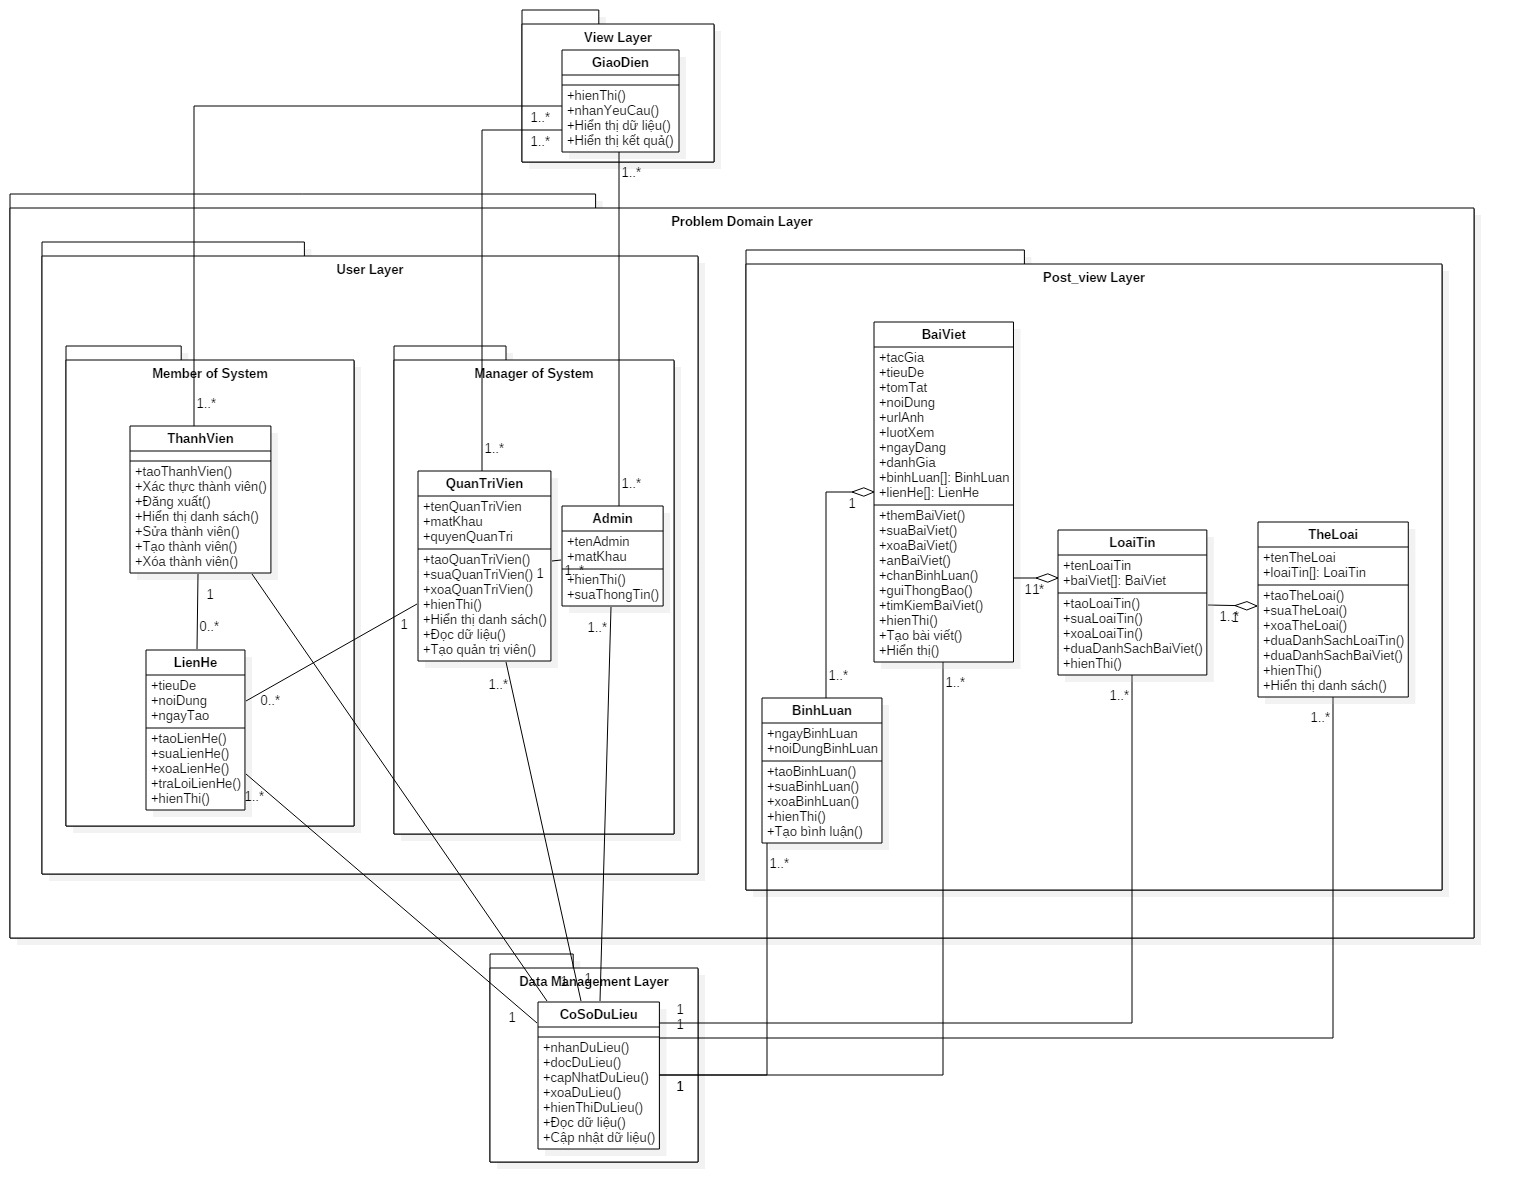 View Layer
GiaoDien
+hienThi()
+nhanYeuCau()
+Hiển thị dữ liệu()
+Hiển thị kết quả()
1..*
1..*
1..*
Problem Domain Layer
User Layer
Member of System
1..*
ThanhVien
+taoThanhVien()
+Xác thực thành viên()
+Đăng xuất()
+Hiển thị danh sách()
+Sửa thành viên()
+Tạo thành viên()
+Xóa thành viên()
1
0..*
LienHe
+tieuDe
+noiDung
+ngayTao
+taoLienHe()
+suaLienHe()
+xoaLienHe()
+traLoiLienHe()
+hienThi()
1..*
0..*
Manager of System
1..*
QuanTriVien
+tenQuanTriVien
+matKhau
+quyenQuanTri
+taoQuanTriVien()
+suaQuanTriVien()
+xoaQuanTriVien()
+hienThi()
+Hiển thị danh sách()
+Đọc dữ liệu()
+Tạo quản trị viên()
1
1
1..*
1..*
1..*
Admin
+tenAdmin
+matKhau
+hienThi()
+suaThongTin()
1..*
Post_view Layer
BaiViet
+tacGia
+tieuDe
+tomTat
+noiDung
+urlAnh
+luotXem
+ngayDang
+danhGia
+binhLuan[]: BinhLuan
+lienHe[]: LienHe
+themBaiViet()
+suaBaiViet()
+xoaBaiViet()
+anBaiViet()
+chanBinhLuan()
+guiThongBao()
+timKiemBaiViet()
+hienThi()
+Tạo bài viết()
+Hiển thị()
1
1..*
1..*
BinhLuan
+ngayBinhLuan
+noiDungBinhLuan
+taoBinhLuan()
+suaBinhLuan()
+xoaBinhLuan()
+hienThi()
+Tạo bình luận()
1..*
LoaiTin
+tenLoaiTin
+baiViet[]: BaiViet
+taoLoaiTin()
+suaLoaiTin()
+xoaLoaiTin()
+duaDanhSachBaiViet()
+hienThi()
1..*
TheLoai
+tenTheLoai
+loaiTin[]: LoaiTin
+taoTheLoai()
+suaTheLoai()
+xoaTheLoai()
+duaDanhSachLoaiTin()
+duaDanhSachBaiViet()
+hienThi()
+Hiển thị danh sách()
1..*
Data Management Layer
1
1
1
CoSoDuLieu
+nhanDuLieu()
+docDuLieu()
+capNhatDuLieu()
+xoaDuLieu()
+hienThiDuLieu()
+Đọc dữ liệu()
+Cập nhật dữ liệu()
1
1
1